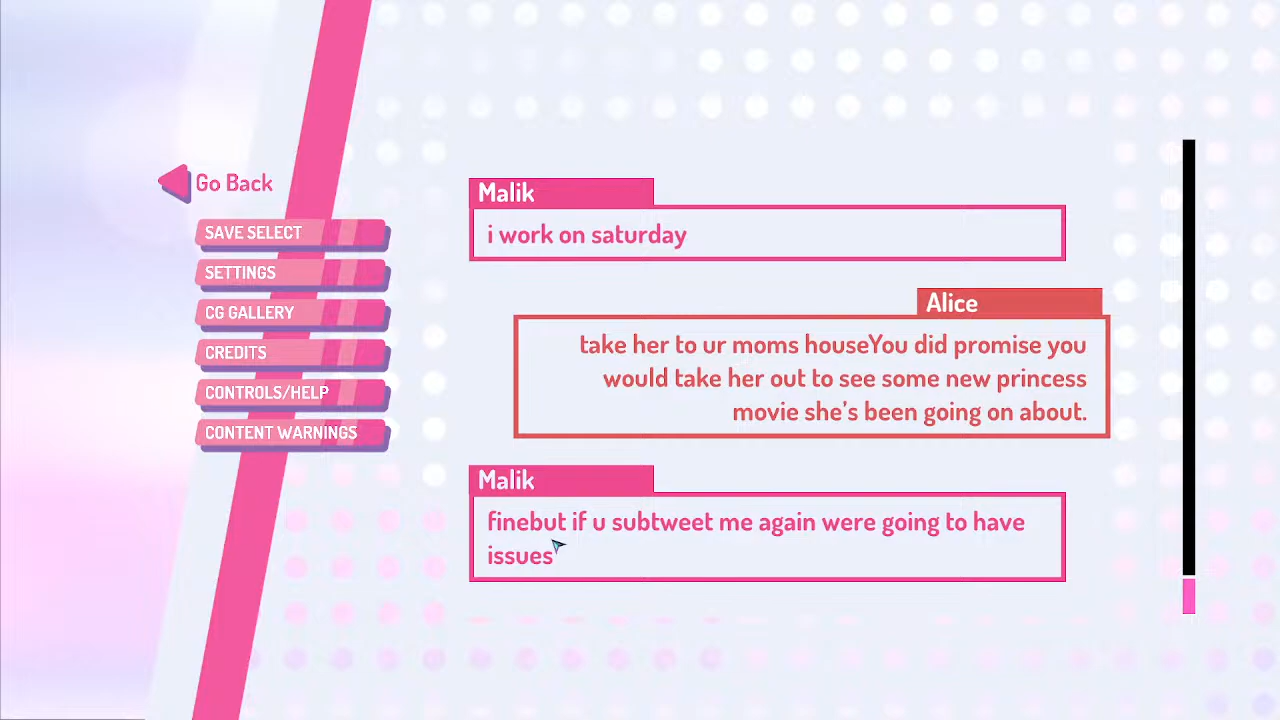 Go Back
SAVE SELECT
SETTINGS
CG GALLERY
CREDITS
CONTROLS/HELP
CONTENT WARNINGS
Malik
i work on saturday
Alice
take her to ur moms houseYou did promise you
would take her out to see some new princess
movie she's been going on about.
Malik
finebut if u subtweet me again were going to have
issues